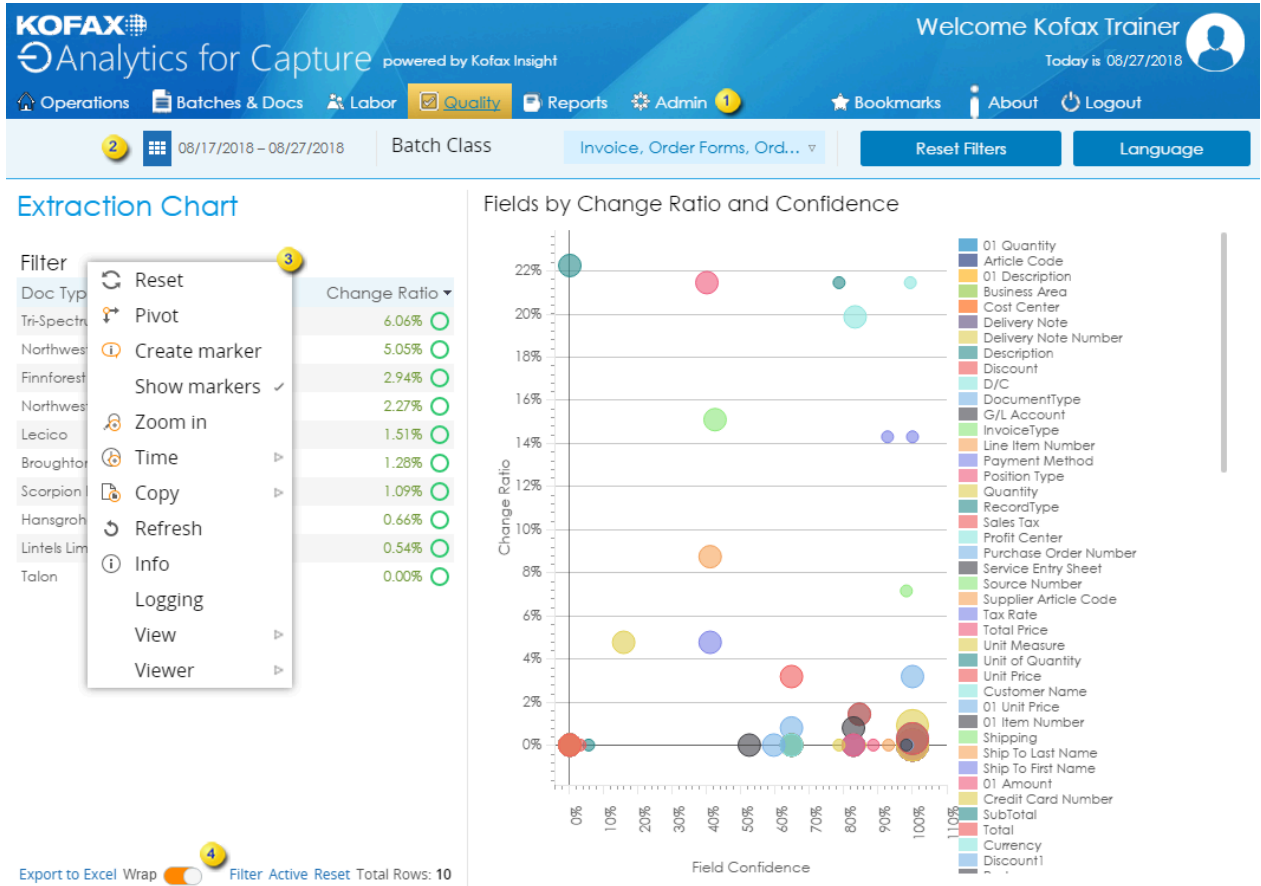 KOFAX
Analytics for Capture powered by Kofax Insight
Welcome Kofax Trainer
Today is 08/27/2018
Operations Batches & Docs Labor Quality Reports Admin 1 Bookmarks About Logout
2 08/17/2018 – 08/27/2018 Batch Class Invoice, Order Forms, Ord... Reset Filters Language
Extraction Chart
Filter
3
Doc Typ Change Ratio
Tri-Spectru 6.06%
Northwes 5.05%
Finnforest 2.94%
Northwes 2.27%
Lecico 1.51%
Broughton 1.28%
Scorpion 1.09%
Hansgroh 0.66%
Lintels Lim 0.54%
Talon 0.00%
Reset
Pivot
Create marker
Show markers
Zoom in
Time
Copy
Refresh
Info
Logging
View
Viewer
Export to Excel Wrap 4 Filter Active Reset Total Rows: 10
Fields by Change Ratio and Confidence
Change Ratio
22%
20%
18%
16%
14%
12%
10%
8%
6%
4%
2%
0%
0% 10% 20% 30% 40% 50% 60% 70% 80% 90% 100% 110%
Field Confidence
01 Quantity
Article Code
01 Description
Business Area
Cost Center
Delivery Note
Delivery Note Number
Description
Discount
D/C
DocumentType
G/L Account
InvoiceType
Line Item Number
Payment Method
Position Type
Quantity
RecordType
Sales Tax
Profit Center
Purchase Order Number
Service Entry Sheet
Source Number
Supplier Article Code
Tax Rate
Total Price
Unit Measure
Unit of Quantity
Unit Price
Customer Name
01 Unit Price
01 Item Number
Shipping
Ship To Last Name
Ship To First Name
01 Amount
Credit Card Number
SubTotal
Total
Currency
Discount1